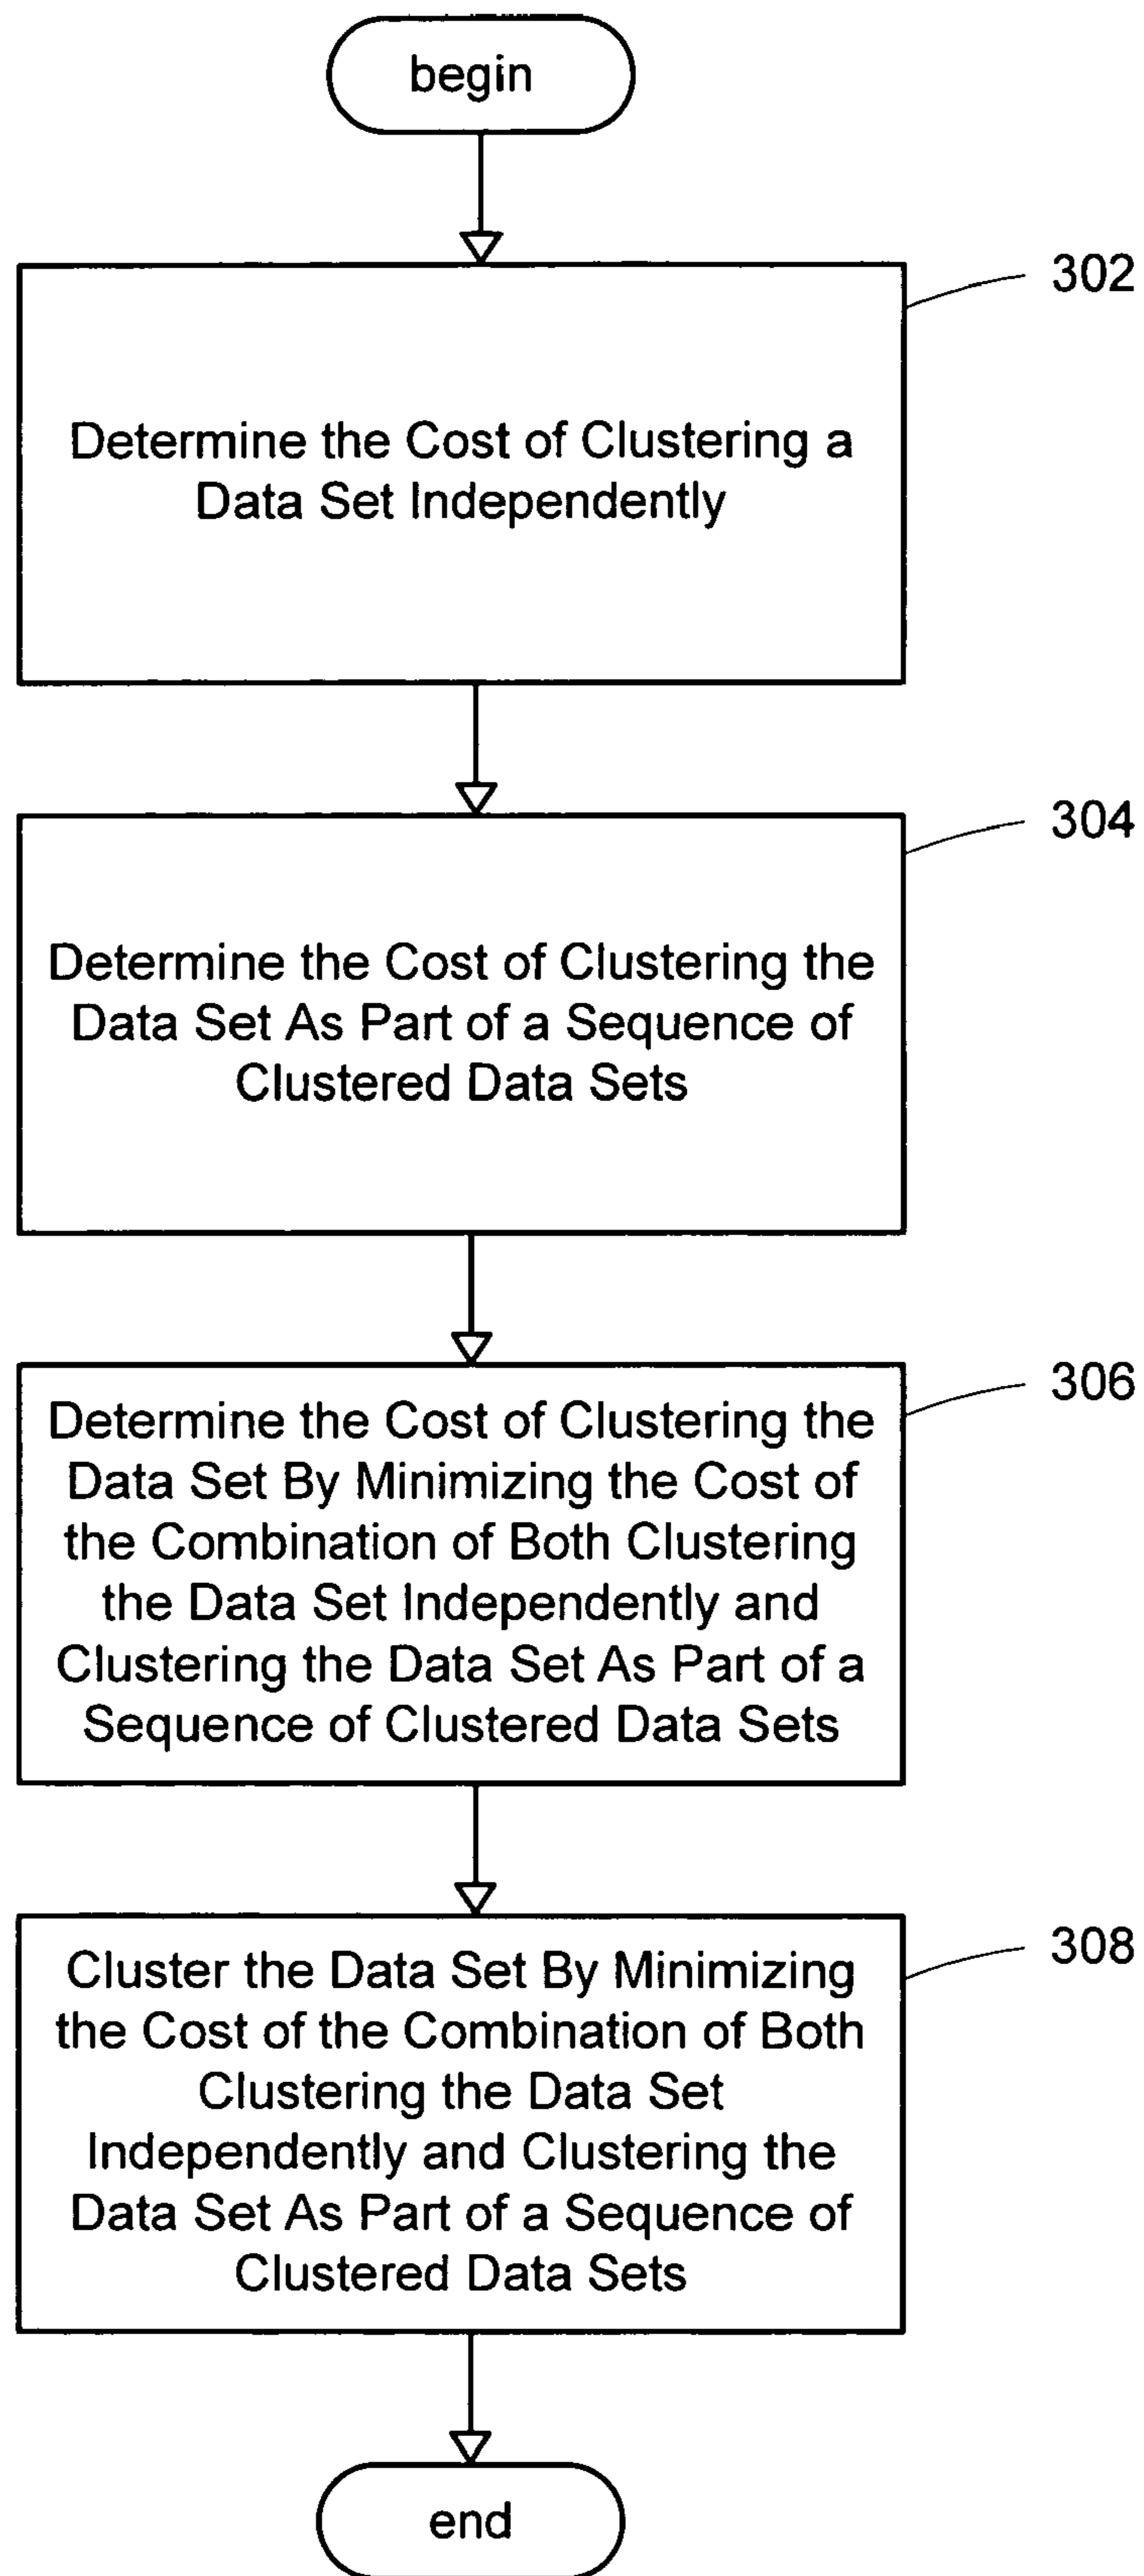 begin
302
Determine the Cost of Clustering a
Data Set Independently
304
Determine the Cost of Clustering the
Data Set As Part of a Sequence of
Clustered Data Sets
306
Determine the Cost of Clustering the
Data Set By Minimizing the Cost of
the Combination of Both Clustering
the Data Set Independently and
Clustering the Data Set As Part of a
Sequence of Clustered Data Sets
308
Cluster the Data Set By Minimizing
the Cost of the Combination of Both
Clustering the Data Set
Independently and Clustering the
Data Set As Part of a Sequence of
Clustered Data Sets
end